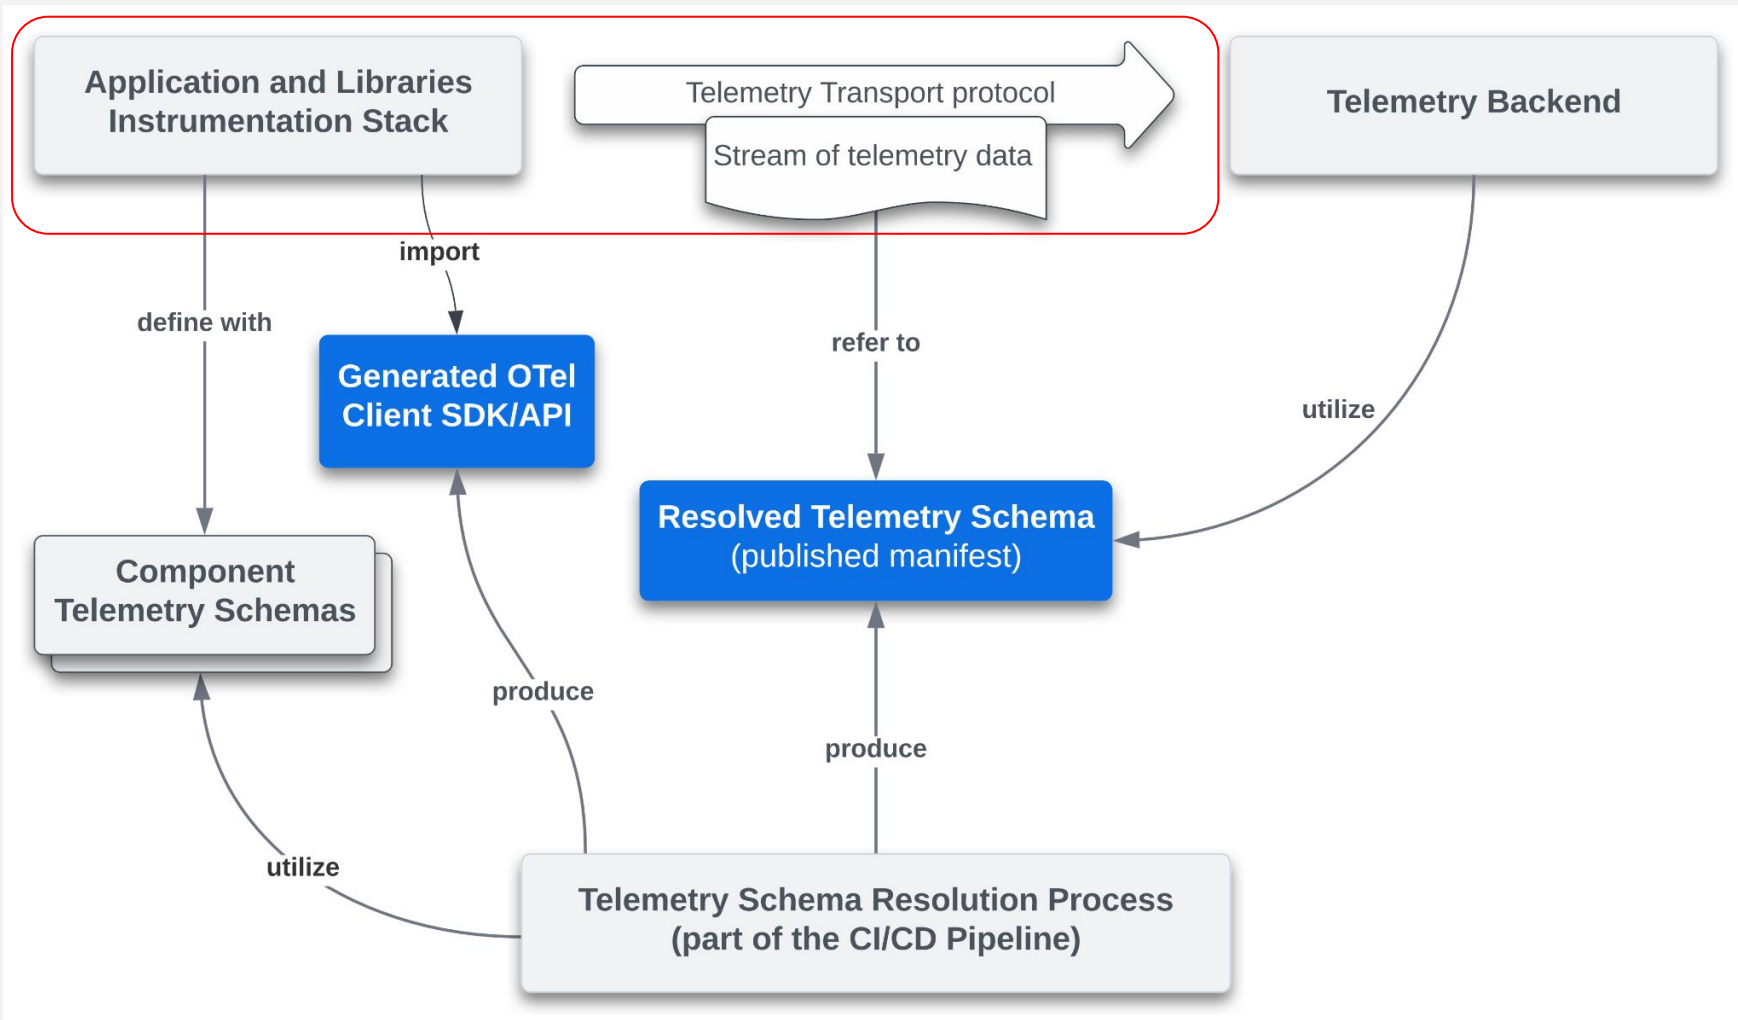 Application and Libraries
Instrumentation Stack
Telemetry Transport protocol
Stream of telemetry data
Telemetry Backend
import
define with
refer to
Generated OTel
Client SDK/API
utilize
Resolved Telemetry Schema
(published manifest)
Component
Telemetry Schemas
produce
produce
utilize
Telemetry Schema Resolution Process
(part of the CI/CD Pipeline)